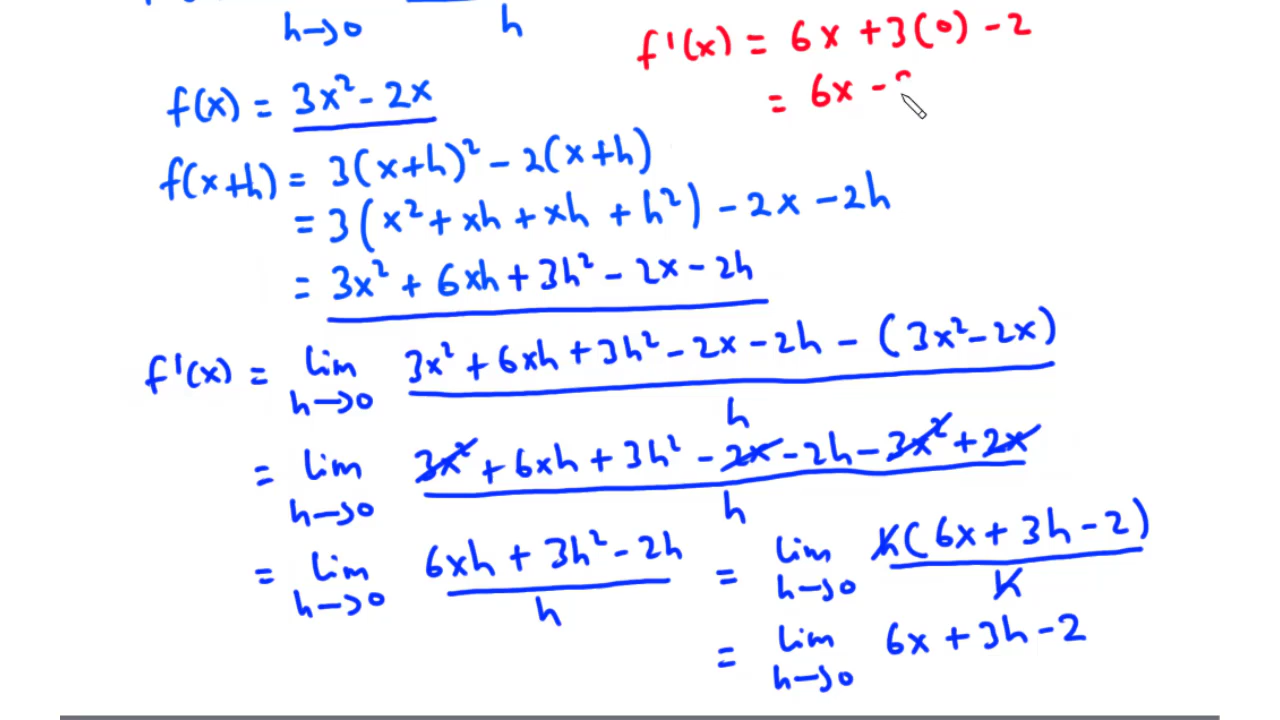 h→0 h
f(x) = 3x² - 2x
f(x+h) = 3(x+h)² - 2(x+h)
= 3(x² + xh + xh + h²) - 2x - 2h
= 3x² + 6xh + 3h² - 2x - 2h
f'(x) = 6x + 3(0) - 2
= 6x -
f'(x) = lim h→0 3x² + 6xh + 3h² - 2x - 2h - (3x² - 2x)
h
= lim h→0 3x² + 6xh + 3h² - 2x - 2h - 3x² + 2x
h
= lim h→0 6xh + 3h² - 2h
h
= lim h→0 h(6x + 3h - 2)
h
= lim h→0 6x + 3h - 2